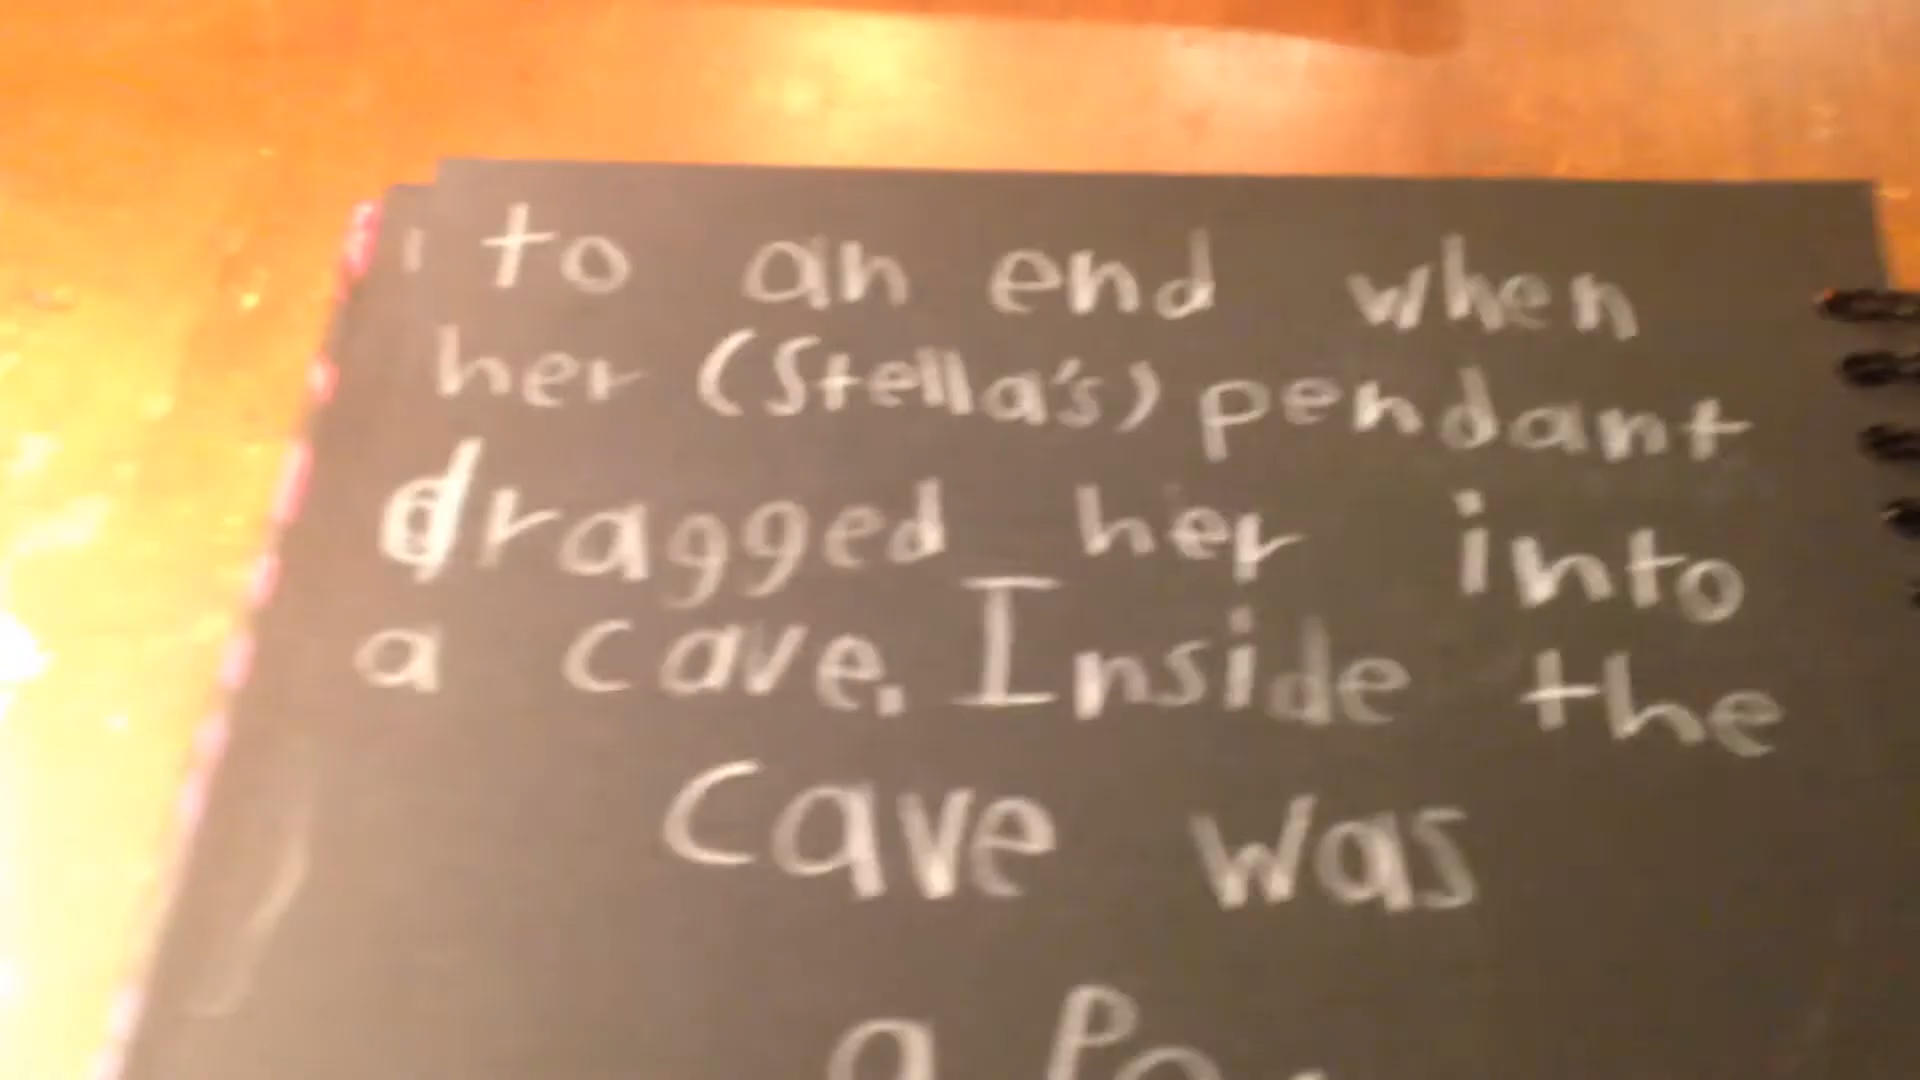 to an end when
her (Stella's) pendant
dragged her into
a cave. Inside the
cave was
a